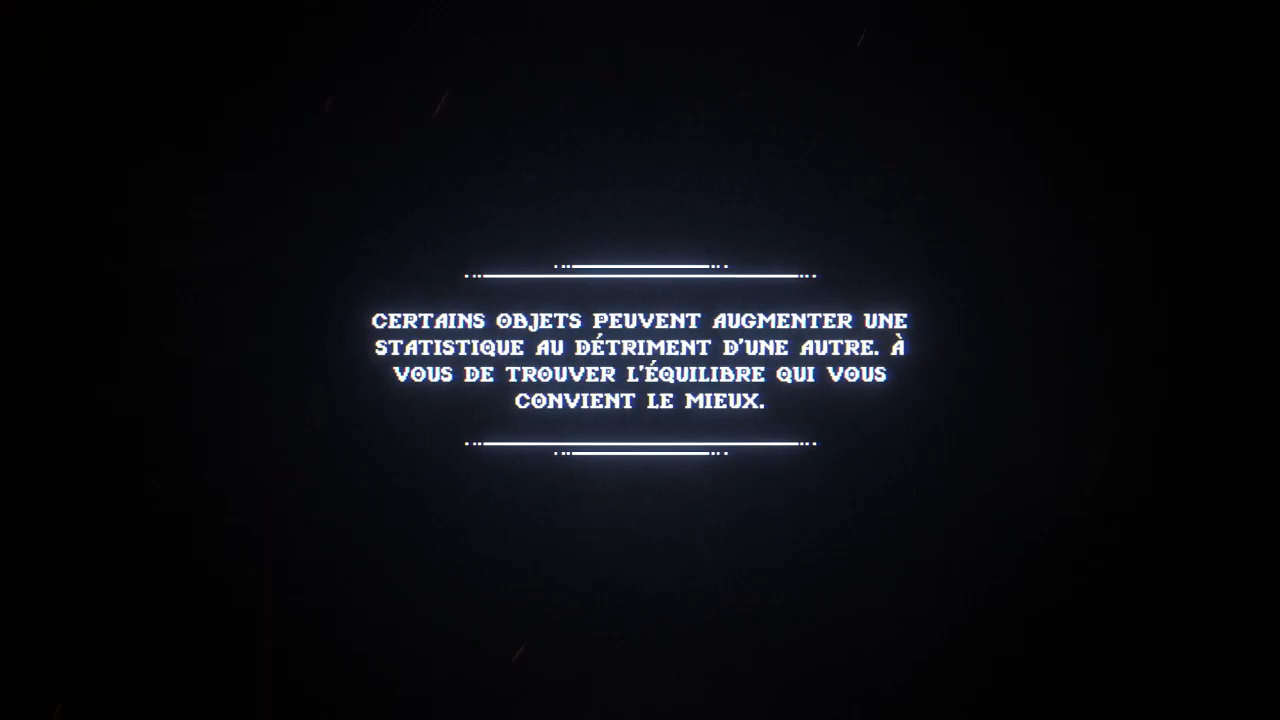 CERTAINS OBJETS PEUVENT AUGMENTER UNE
STATISTIQUE AU DÉTRIMENT D'UNE AUTRE. À
VOUS DE TROUVER L'ÉQUILIBRE QUI VOUS
CONVIENT LE MIEUX.